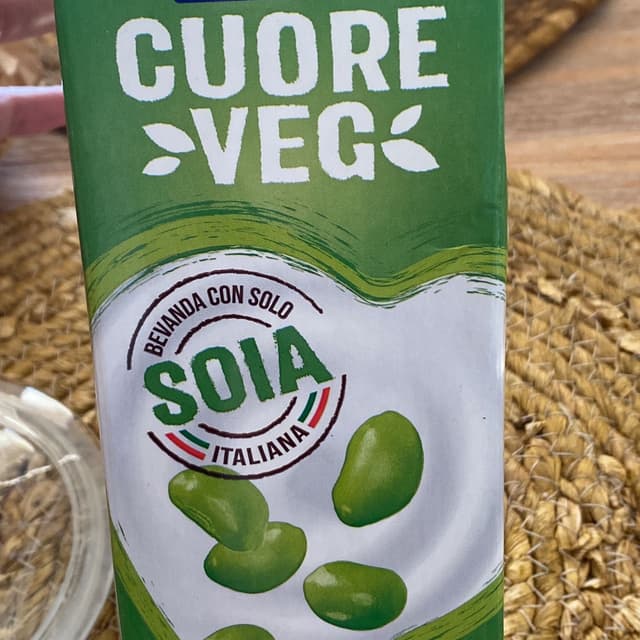 CUORE
VEG
BEVANDA CON SOLO
SOIA
ITALIANA